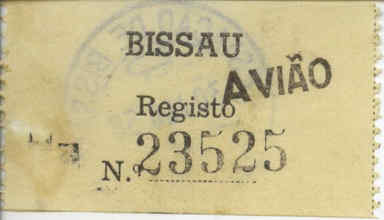 BISSAU
AVIÃO
Registo
N.º 23525